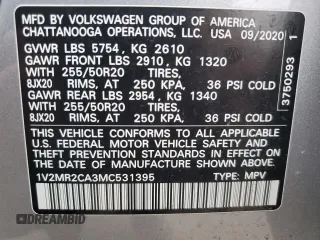 MFD. BY VOLKSWAGEN GROUP OF AMERICA
CHATTANOOGA OPERATIONS, LLC. USA 09/2020
GVWR LBS 5754, KG 2610
GAWR FRONT LBS 2910, KG 1320
WITH 255/50R20 TIRES,
8JX20 RIMS, AT 250 KPA, 36 PSI COLD
GAWR REAR LBS 2954, KG 1340
WITH 255/50R20 TIRES,
8JX20 RIMS, AT 250 KPA, 36 PSI COLD
THIS VEHICLE CONFORMS TO ALL APPLICABLE
U.S. FEDERAL MOTOR VEHICLE SAFETY
STANDARDS IN EFFECT ON THE DATE OF
MANUFACTURE SHOWN ABOVE.
1V2MR2CA3MC531395 TYPE: MPV
3750293 1
DREAMBID